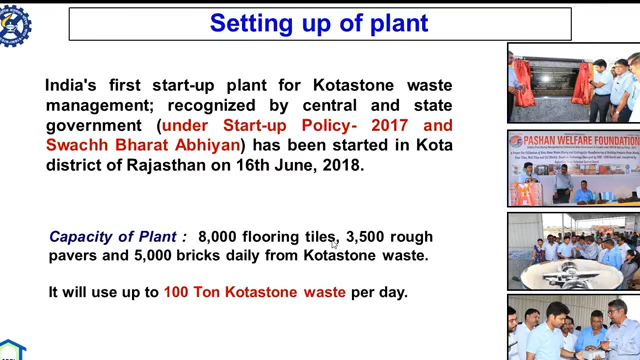 Setting up of plant
India's first start-up plant for Kotastone waste
management; recognized by central and state
government (under Start-up Policy- 2017 and
Swachh Bharat Abhiyan) has been started in Kota
district of Rajasthan on 16th June, 2018.
PASHAN WELFARE FOUNDATION
Capacity of Plant : 8,000 flooring tiles, 3,500 rough
pavers and 5,000 bricks daily from Kotastone waste.
It will use up to 100 Ton Kotastone waste per day.